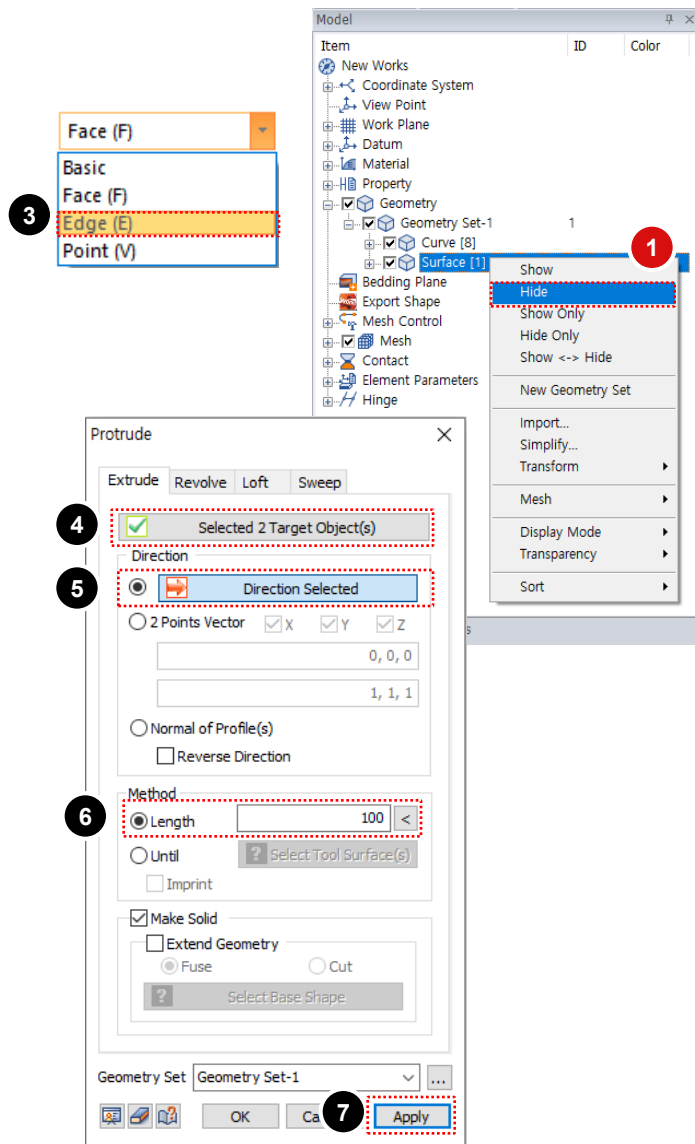 Model
Item ID Color
New Works
Coordinate System
View Point
Work Plane
Datum
Material
Property
Geometry
Geometry Set-1 1
Curve [8]
Surface [1]
Bedding Plane
Export Shape
Mesh Control
Mesh
Contact
Element Parameters
Hinge
1
Show
Hide
Show Only
Hide Only
Show <-> Hide
New Geometry Set
Import...
Simplify...
Transform
Mesh
Display Mode
Transparency
Sort
s
Face (F)
Basic
Face (F)
3 Edge (E)
Point (V)
Protrude
Extrude Revolve Loft Sweep
4 Selected 2 Target Object(s)
Direction
5 Direction Selected
2 Points Vector X Y Z
0, 0, 0
1, 1, 1
Normal of Profile(s)
Reverse Direction
Method
6 Length 100 <
Until ? Select Tool Surface(s)
Imprint
Make Solid
Extend Geometry
Fuse Cut
? Select Base Shape
Geometry Set Geometry Set-1 ...
OK Ca 7 Apply